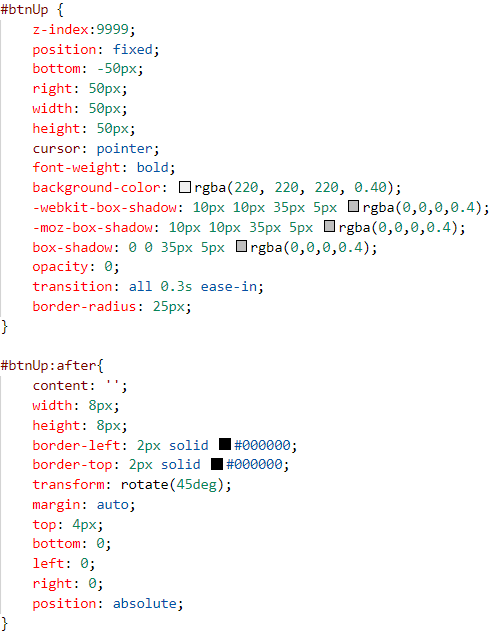 #btnUp {
    z-index:9999;
    position: fixed;
    bottom: -50px;
    right: 50px;
    width: 50px;
    height: 50px;
    cursor: pointer;
    font-weight: bold;
    background-color: rgba(220, 220, 220, 0.40);
    -webkit-box-shadow: 10px 10px 35px 5px rgba(0,0,0,0.4);
    -moz-box-shadow: 10px 10px 35px 5px rgba(0,0,0,0.4);
    box-shadow: 0 0 35px 5px rgba(0,0,0,0.4);
    opacity: 0;
    transition: all 0.3s ease-in;
    border-radius: 25px;
}

#btnUp:after{
    content: '';
    width: 8px;
    height: 8px;
    border-left: 2px solid #000000;
    border-top: 2px solid #000000;
    transform: rotate(45deg);
    margin: auto;
    top: 4px;
    bottom: 0;
    left: 0;
    right: 0;
    position: absolute;
}